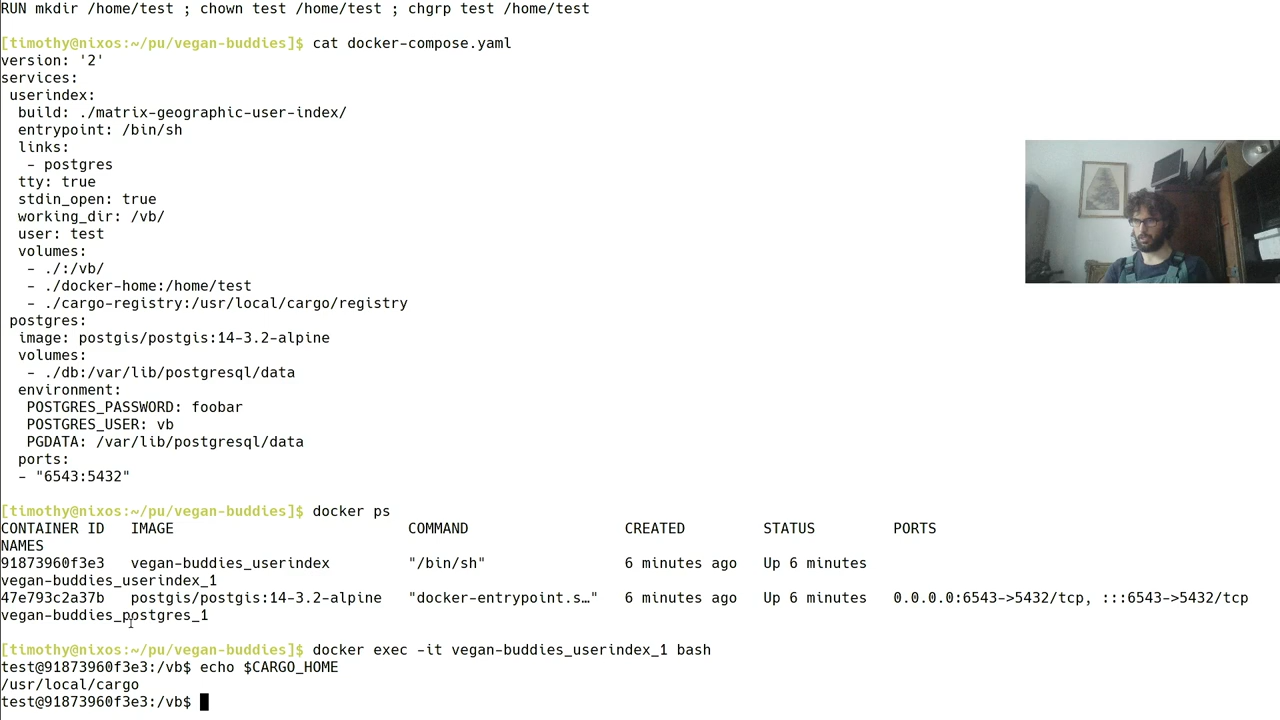 RUN mkdir /home/test ; chown test /home/test ; chgrp test /home/test
[timothy@nixos:~/pu/vegan-buddies]$ cat docker-compose.yaml
version: '2'
services:
 userindex:
  build: ./matrix-geographic-user-index/
  entrypoint: /bin/sh
  links:
   - postgres
  tty: true
  stdin_open: true
  working_dir: /vb/
  user: test
  volumes:
   - ./:/vb/
   - ./docker-home:/home/test
   - ./cargo-registry:/usr/local/cargo/registry
 postgres:
  image: postgis/postgis:14-3.2-alpine
  volumes:
   - ./db:/var/lib/postgresql/data
  environment:
   POSTGRES_PASSWORD: foobar
   POSTGRES_USER: vb
   PGDATA: /var/lib/postgresql/data
  ports:
  - "6543:5432"
[timothy@nixos:~/pu/vegan-buddies]$ docker ps
CONTAINER ID   IMAGE                           COMMAND                  CREATED         STATUS         PORTS
NAMES
91873960f3e3   vegan-buddies_userindex         "/bin/sh"                6 minutes ago   Up 6 minutes
vegan-buddies_userindex_1
47e793c2a37b   postgis/postgis:14-3.2-alpine   "docker-entrypoint.s…"   6 minutes ago   Up 6 minutes   0.0.0.0:6543->5432/tcp, :::6543->5432/tcp
vegan-buddies_postgres_1
[timothy@nixos:~/pu/vegan-buddies]$ docker exec -it vegan-buddies_userindex_1 bash
test@91873960f3e3:/vb$ echo $CARGO_HOME
/usr/local/cargo
test@91873960f3e3:/vb$